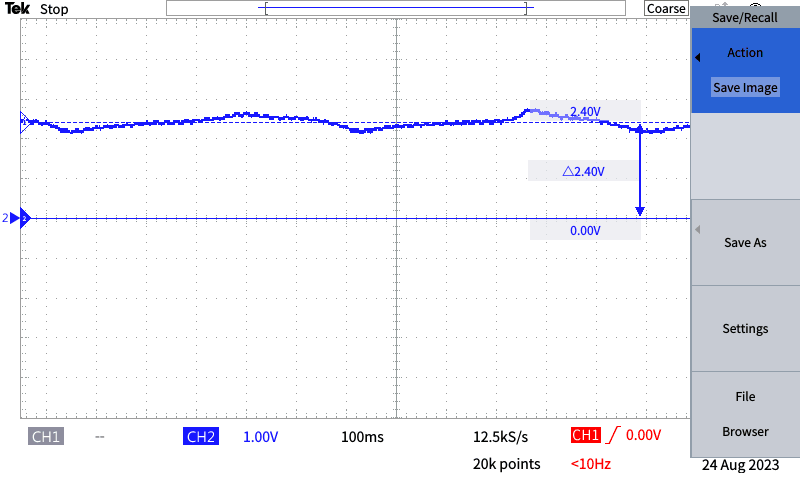 Tek Stop
Coarse
Save/Recall
Action
Save Image
2.40V
△2.40V
2
0.00V
Save As
Settings
File
Browser
CH1 -- CH2 1.00V 100ms 12.5kS/s CH1 0.00V
20k points <10Hz
24 Aug 2023